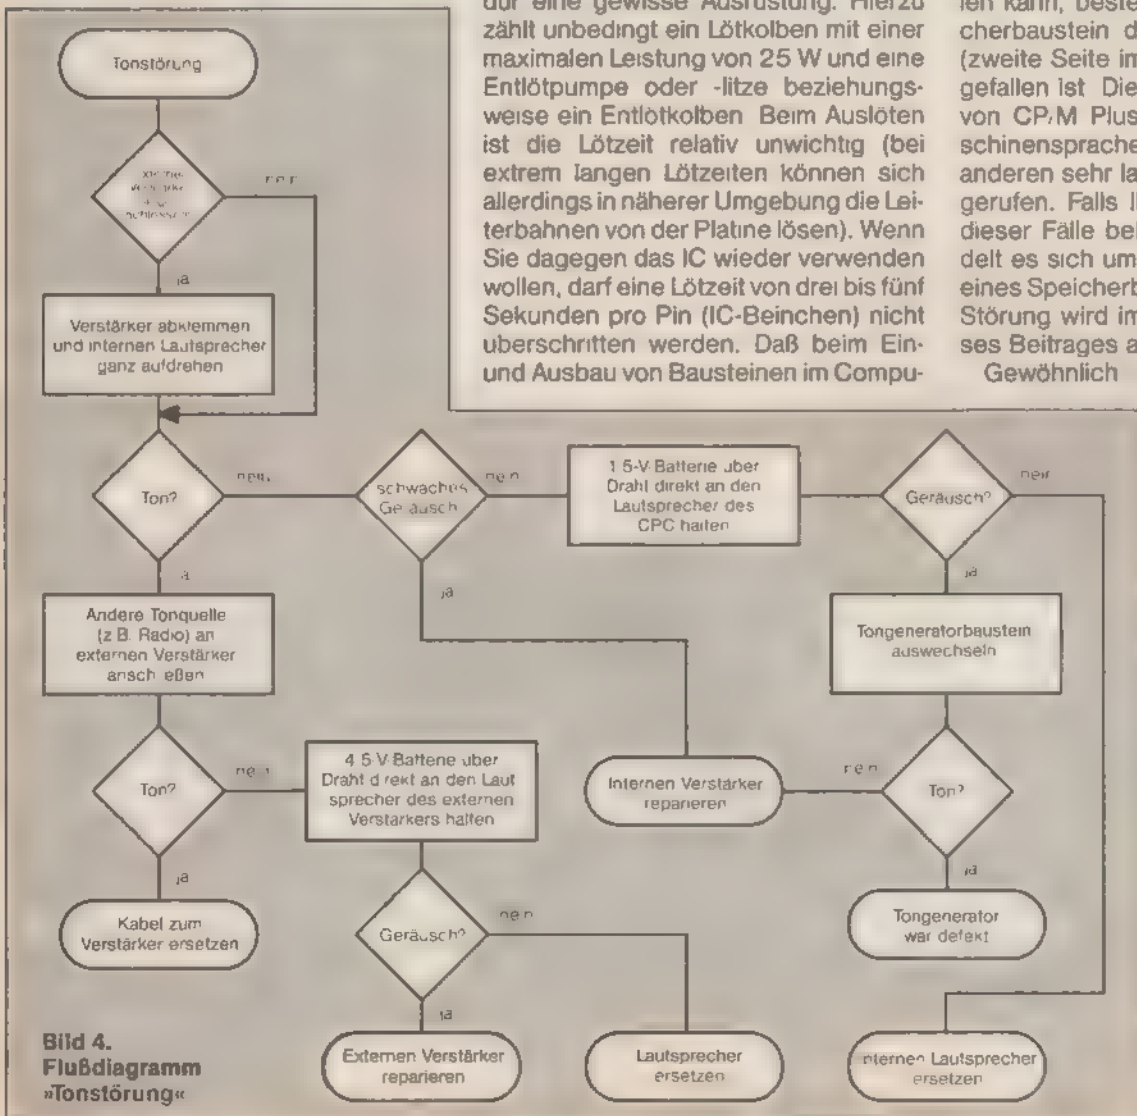 dur eine gewisse Ausrüstung. Hierzu
zählt unbedingt ein Lötkolben mit einer
maximalen Leistung von 25 W und eine
Entlötpumpe oder -litze beziehungs-
weise ein Entlötkolben Beim Auslöten
ist die Lötzeit relativ unwichtig (bei
extrem langen Lötzeiten können sich
allerdings in näherer Umgebung die Lei-
terbahnen von der Platine lösen). Wenn
Sie dagegen das IC wieder verwenden
wollen, darf eine Lötzeit von drei bis fünf
Sekunden pro Pin (IC-Beinchen) nicht
uberschritten werden. Daß beim Ein-
und Ausbau von Bausteinen im Compu-
len kann, beste
cherbaustein d
(zweite Seite im
gefallen ist Die
von CP/M Plus
schinensprache
anderen sehr la
gerufen. Falls I
dieser Fälle bei
delt es sich um
eines Speicherb
Störung wird im
ses Beitrages a
Gewöhnlich
Tonstörung
nein
ja
Verstärker abklemmen
und internen Lautsprecher
ganz aufdrehen
Ton?
nein
schwaches
Geräusch
nein
1 5-V-Batterie über
Draht direkt an den
Lautsprecher des
CPC halten
Geräusch?
nein
ja
ja
ja
Andere Tonquelle
(z B. Radio) an
externen Verstärker
anschließen
Tongeneratorbaustein
auswechseln
Ton?
nein
4 5-V-Batterie über
Draht direkt an den Laut
sprecher des externen
Verstärkers halten
Internen Verstärker
reparieren
nein
Ton?
ja
ja
Kabel zum
Verstärker ersetzen
Geräusch?
nein
Tongenerator
war defekt
ja
Externen Verstärker
reparieren
Lautsprecher
ersetzen
Internen Lautsprecher
ersetzen
Bild 4.
Flußdiagramm
»Tonstörung«